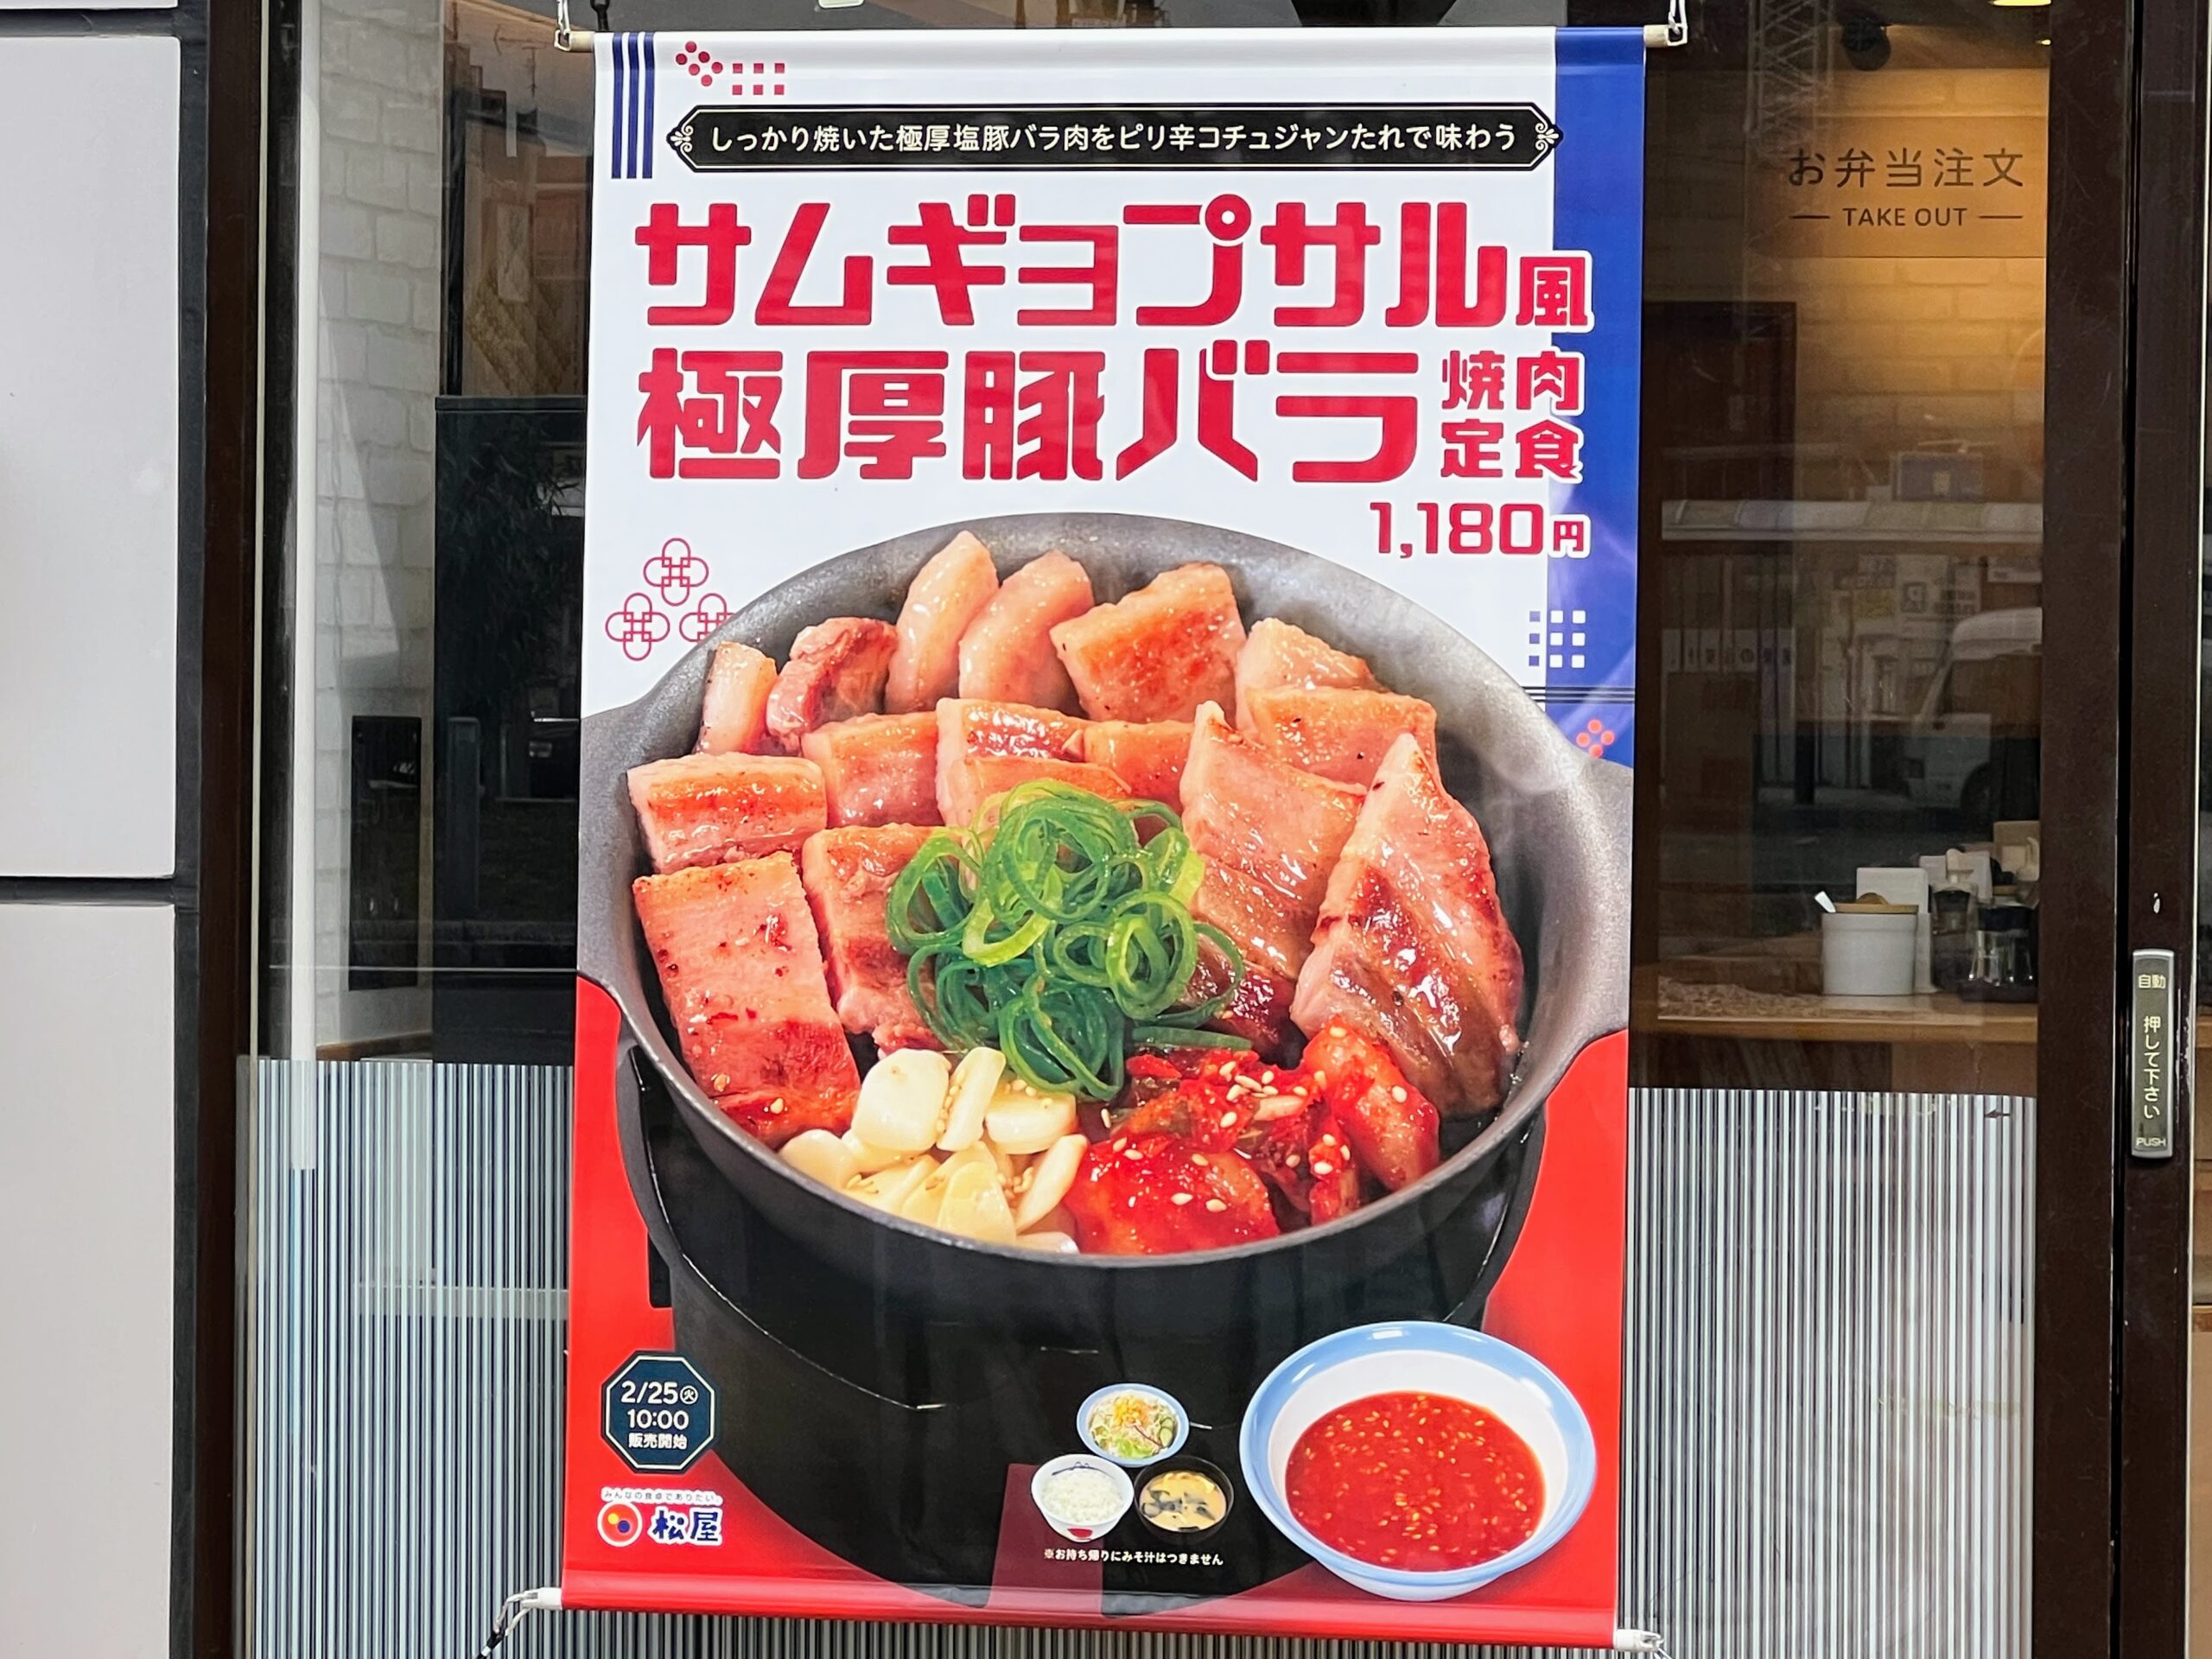 しっかり焼いた極厚塩豚バラ肉をピリ辛コチュジャンたれで味わう
サムギョプサル風
極厚豚バラ焼肉定食
1,180円
お弁当注文
TAKE OUT
自動
押して下さい
PUSH
2/25㊋
10:00
販売開始
みんなの食卓でありたい。
松屋
※お持ち帰りにみそ汁はつきません